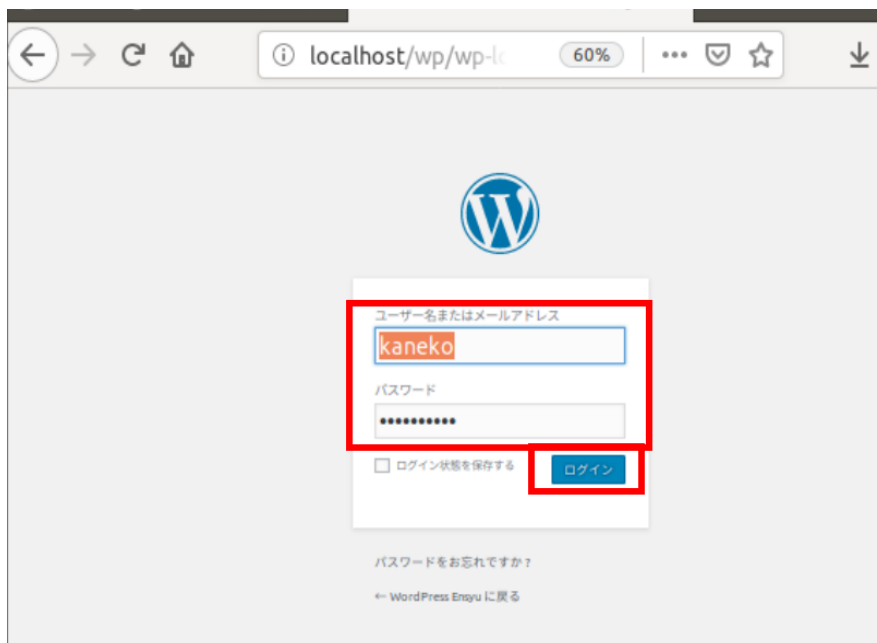 localhost/wp/wp-lo
60%
ユーザー名またはメールアドレス
kaneko
パスワード
••••••••••
ログイン状態を保存する
ログイン
パスワードをお忘れですか ?
← WordPress Ensyu に戻る